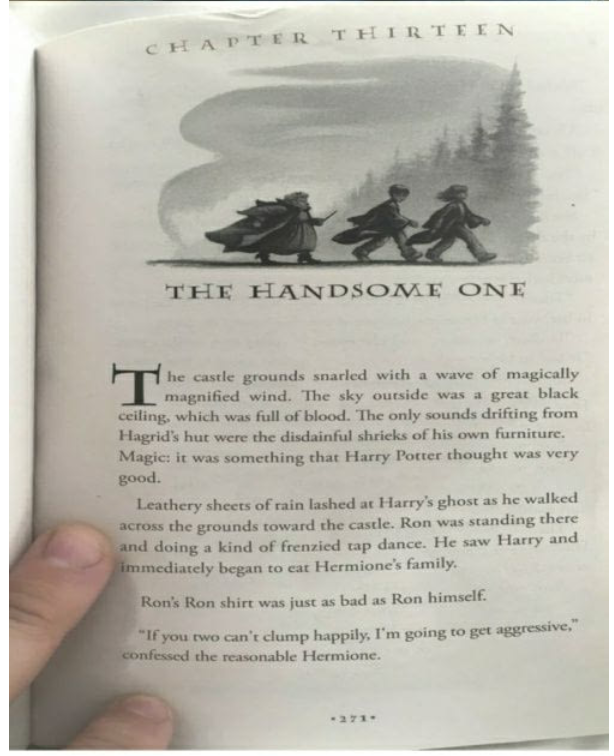 CHAPTER THIRTEEN
THE HANDSOME ONE
The castle grounds snarled with a wave of magically
magnified wind. The sky outside was a great black
ceiling, which was full of blood. The only sounds drifting from
Hagrid's hut were the disdainful shrieks of his own furniture.
Magic: it was something that Harry Potter thought was very
good.
Leathery sheets of rain lashed at Harry's ghost as he walked
across the grounds toward the castle. Ron was standing there
and doing a kind of frenzied tap dance. He saw Harry and
immediately began to eat Hermione's family.
Ron's Ron shirt was just as bad as Ron himself.
"If you two can't clump happily, I'm going to get aggressive,"
confessed the reasonable Hermione.
•271•